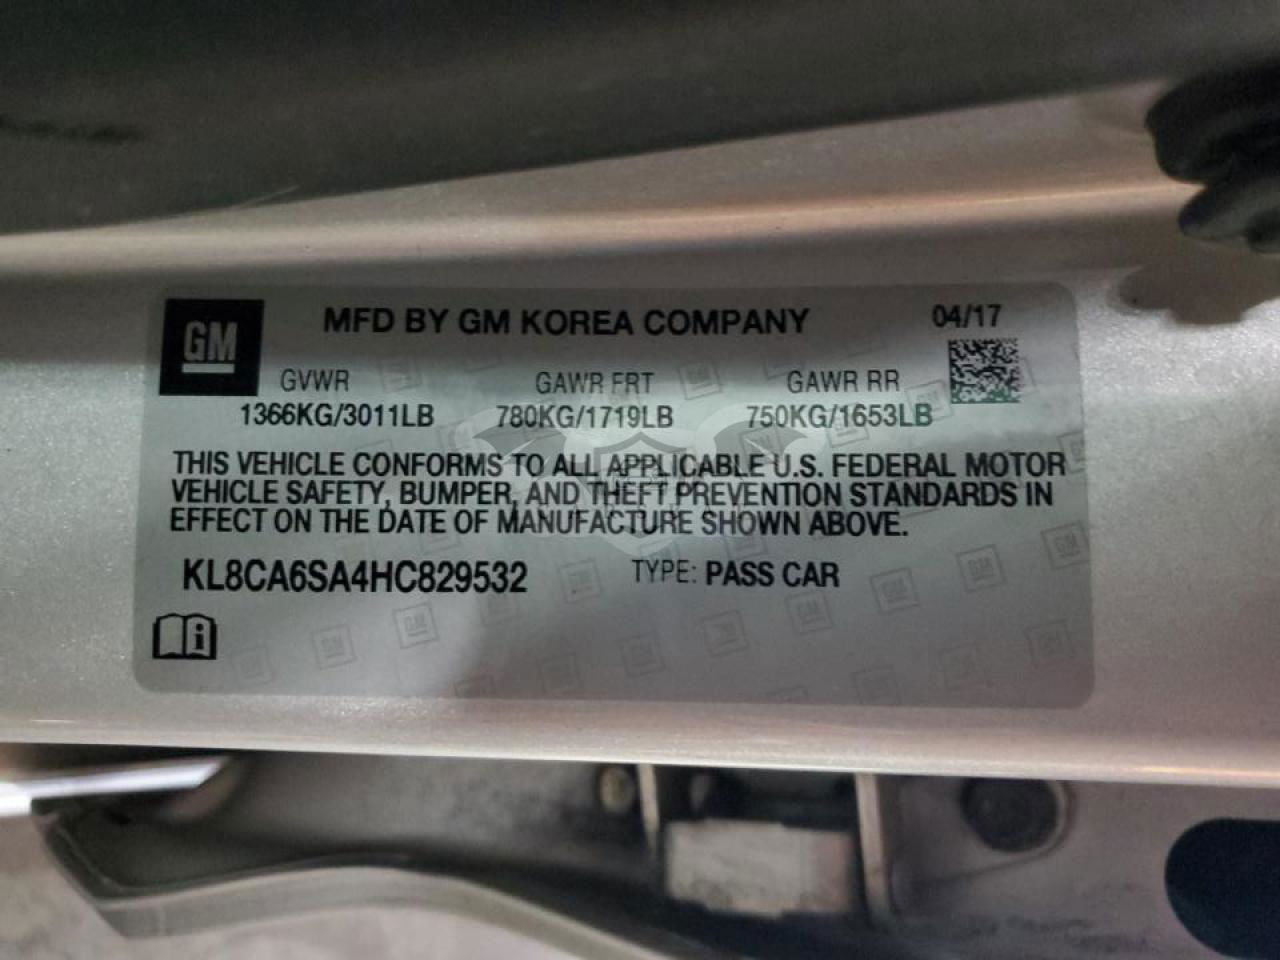 GM
MFD BY GM KOREA COMPANY
04/17
GVWR GAWR FRT GAWR RR
1366KG/3011LB 780KG/1719LB 750KG/1653LB
THIS VEHICLE CONFORMS TO ALL APPLICABLE U.S. FEDERAL MOTOR
VEHICLE SAFETY, BUMPER, AND THEFT PREVENTION STANDARDS IN
EFFECT ON THE DATE OF MANUFACTURE SHOWN ABOVE.
KL8CA6SA4HC829532 TYPE: PASS CAR